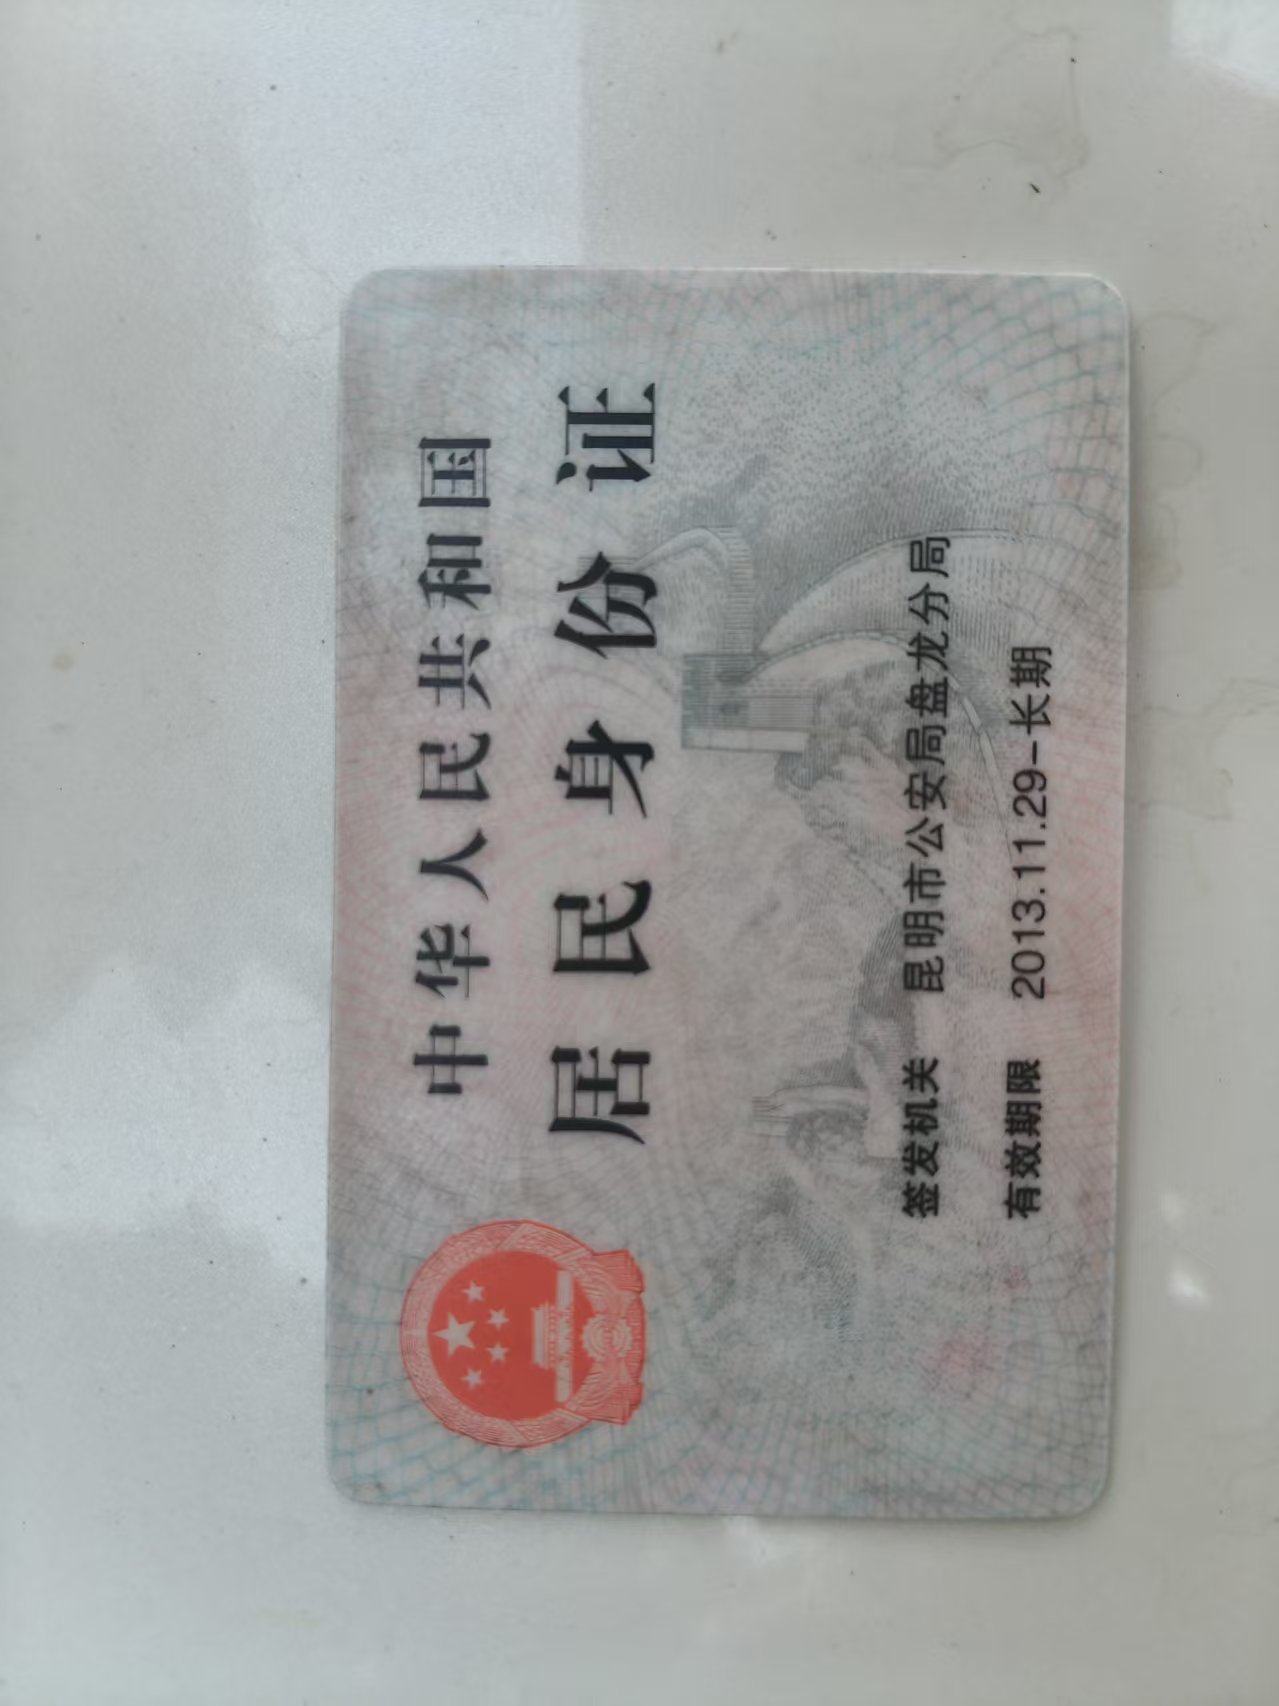 中华人民共和国
居民身份证
签发机关 昆明市公安局盘龙分局
有效期限 2013.11.29-长期